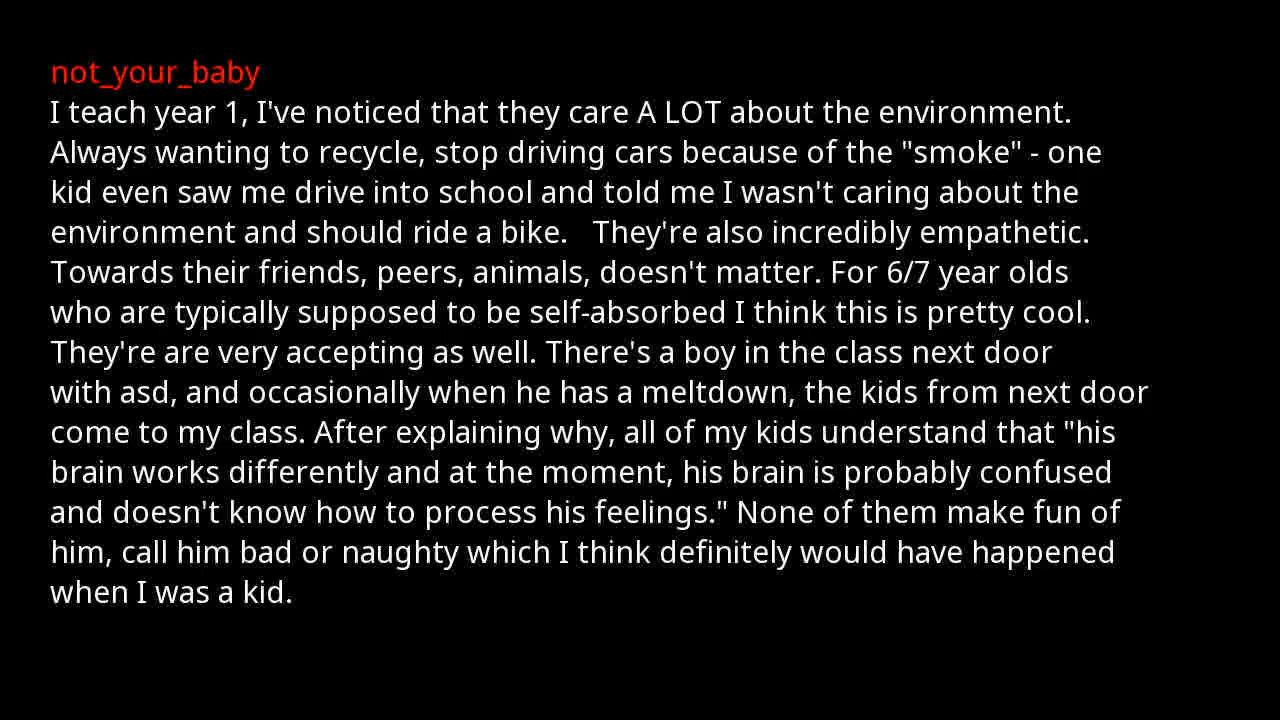 not_your_baby
I teach year 1, I've noticed that they care A LOT about the environment.
Always wanting to recycle, stop driving cars because of the "smoke" - one
kid even saw me drive into school and told me I wasn't caring about the
environment and should ride a bike.   They're also incredibly empathetic.
Towards their friends, peers, animals, doesn't matter. For 6/7 year olds
who are typically supposed to be self-absorbed I think this is pretty cool.
They're are very accepting as well. There's a boy in the class next door
with asd, and occasionally when he has a meltdown, the kids from next door
come to my class. After explaining why, all of my kids understand that "his
brain works differently and at the moment, his brain is probably confused
and doesn't know how to process his feelings." None of them make fun of
him, call him bad or naughty which I think definitely would have happened
when I was a kid.